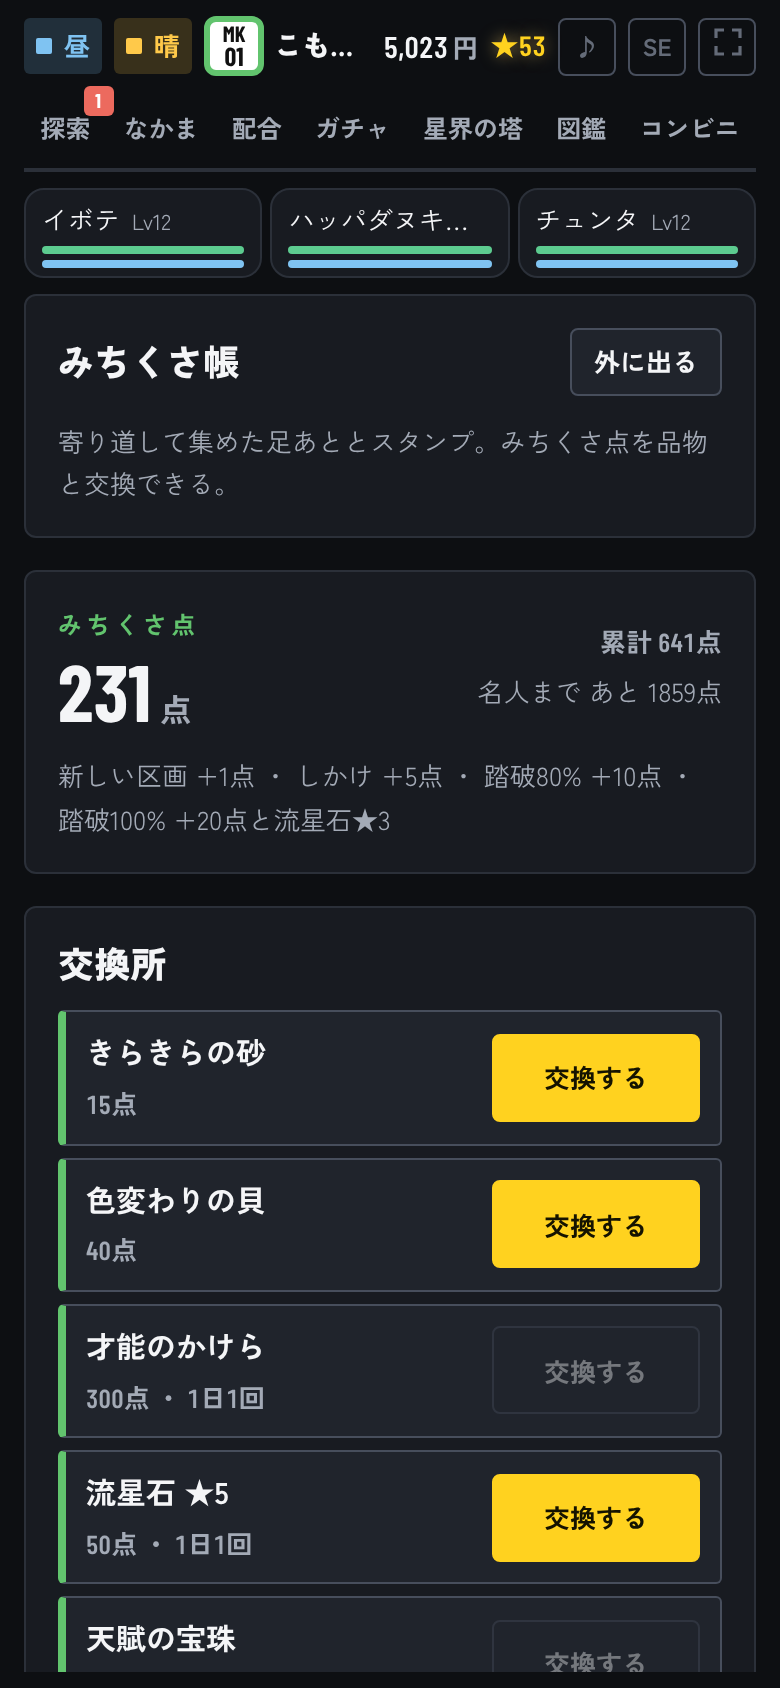 昼 晴 MK 01 こも… 5,023 円 ★53 ♪ SE
1
探索 なかま 配合 ガチャ 星界の塔 図鑑 コンビニ
イボテ Lv12 ハッパダヌキ… チュンタ Lv12
みちくさ帳 外に出る
寄り道して集めた足あととスタンプ。みちくさ点を品物
と交換できる。
みちくさ点
累計 641点
231 点
名人まで あと 1859点
新しい区画 +1点 ・ しかけ +5点 ・ 踏破80% +10点 ・
踏破100% +20点と流星石★3
交換所
きらきらの砂
15点
交換する
色変わりの貝
40点
交換する
才能のかけら
300点 ・ 1日1回
交換する
流星石 ★5
50点 ・ 1日1回
交換する
天賦の宝珠
交換する